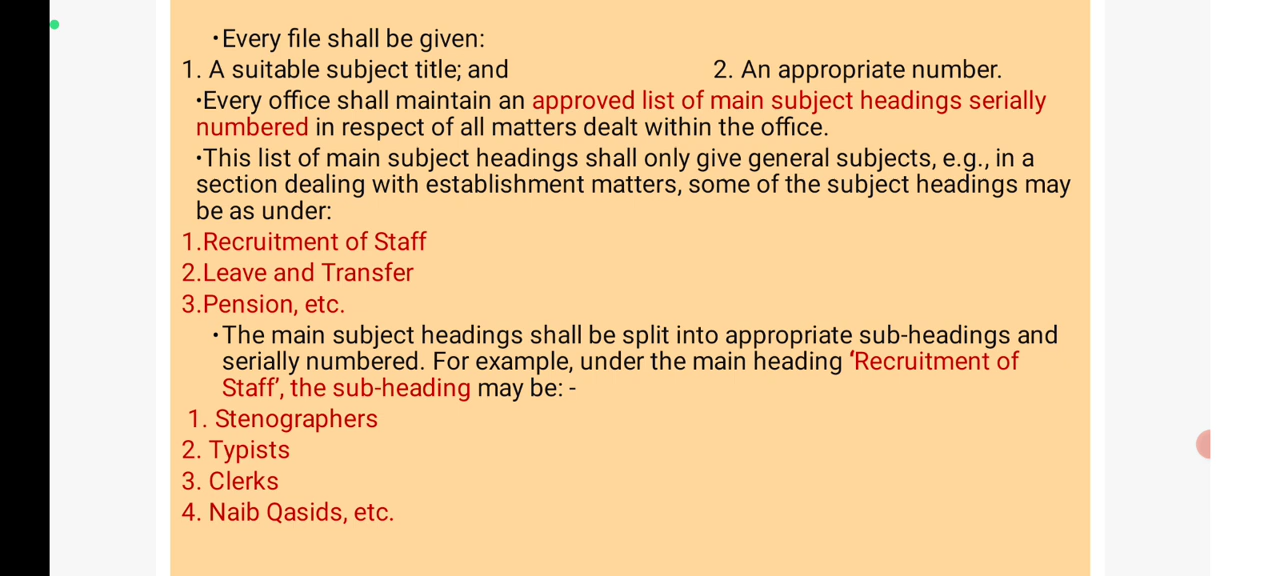 •Every file shall be given:
1. A suitable subject title; and 2. An appropriate number.
•Every office shall maintain an approved list of main subject headings serially
numbered in respect of all matters dealt within the office.
•This list of main subject headings shall only give general subjects, e.g., in a
section dealing with establishment matters, some of the subject headings may
be as under:
1.Recruitment of Staff
2.Leave and Transfer
3.Pension, etc.
•The main subject headings shall be split into appropriate sub-headings and
serially numbered. For example, under the main heading ‘Recruitment of
Staff’, the sub-heading may be: -
1. Stenographers
2. Typists
3. Clerks
4. Naib Qasids, etc.